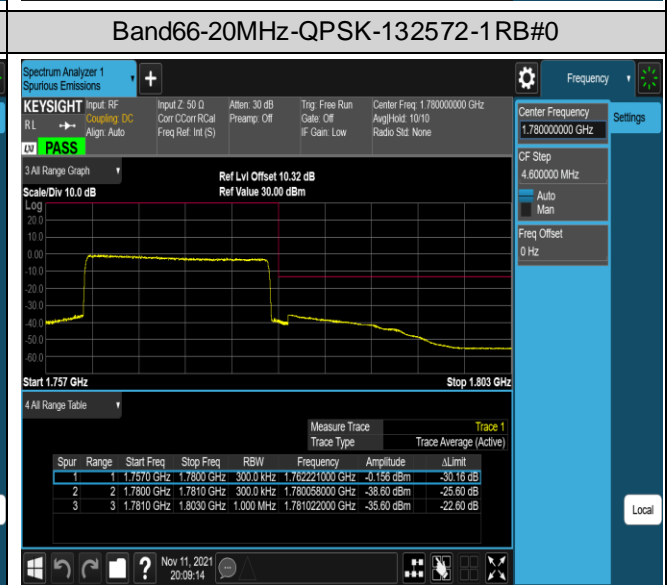 Band66-20MHz-QPSK-132572-1RB#0
Spectrum Analyzer 1
Spurious Emissions
+
Frequency
KEYSIGHT Input: RF Input Z: 50 Ω Atten: 30 dB Trig: Free Run Center Freq: 1.780000000 GHz
RL Coupling: DC Corr CCorr RCal Preamp: Off Gate: Off Avg|Hold: 10/10
Align: Auto Freq Ref: Int (S) IF Gain: Low Radio Std: None
PASS
Center Frequency
1.780000000 GHz
Settings
CF Step
4.600000 MHz
Auto
Man
Freq Offset
0 Hz
3 All Range Graph
Ref Lvl Offset 10.32 dB
Scale/Div 10.0 dB Ref Value 30.00 dBm
Log
20.0
10.0
0.00
-10.0
-20.0
-30.0
-40.0
-50.0
-60.0
Start 1.757 GHz Stop 1.803 GHz
4 All Range Table
Measure Trace Trace 1
Trace Type Trace Average (Active)
Spur Range Start Freq Stop Freq RBW Frequency Amplitude ΔLimit
1 1 1.7570 GHz 1.7800 GHz 300.0 kHz 1.762221000 GHz -0.156 dBm -30.16 dB
2 2 1.7800 GHz 1.7810 GHz 300.0 kHz 1.780058000 GHz -38.60 dBm -25.60 dB
3 3 1.7810 GHz 1.8030 GHz 1.000 MHz 1.781022000 GHz -35.60 dBm -22.60 dB
Local
? Nov 11, 2021
20:09:14